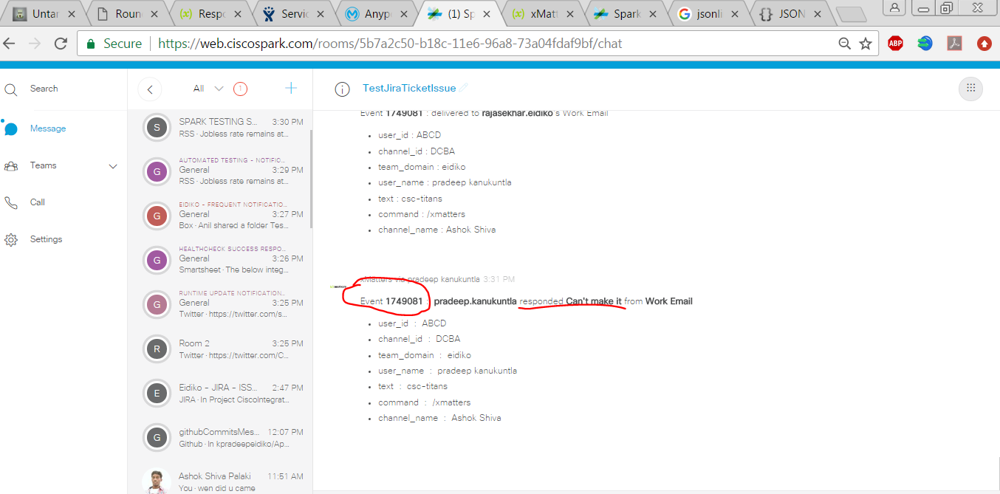 Untar
Roun
(x) Respo
Servic
Anypo
(1) Sp
(x) xMatt
Spark
jsonli
{} JSON
Secure
https://web.ciscospark.com/rooms/5b7a2c50-b18c-11e6-96a8-73a04fdaf9bf/chat
ABP
Search
Message
Teams
Call
Settings
All
1
S
SPARK TESTING S... 3:30 PM
RSS · Jobless rate remains at...
AUTOMATED TESTING - NOTIFIC...
G
General 3:29 PM
RSS · Jobless rate remains at...
EIDIKO - FREQUENT NOTIFICATIO...
G
General 3:27 PM
Box · Anil shared a folder Tes...
HEALTHCHECK SUCCESS RESPO...
G
General 3:26 PM
Smartsheet · The below integ...
RUNTIME UPDATE NOTIFICATION...
G
General 3:25 PM
Twitter · https://twitter.com/s...
R
Room 2 3:25 PM
Twitter · https://twitter.com/C...
E
Eidiko - JIRA - ISS... 2:47 PM
JIRA · In Project CiscoIntegrat...
G
githubCommitsMes... 12:07 PM
Github · In kpradeepeidiko/Ap...
Ashok Shiva Palaki 11:51 AM
You · wen did u came
TestJiraTicketIssue
Event 1749081 : delivered to rajasekhar.eidiko's Work Email
• user_id : ABCD
• channel_id : DCBA
• team_domain : eidiko
• user_name : pradeep kanukuntla
• text : csc-titans
• command : /xmatters
• channel_name : Ashok Shiva
xMatters via pradeep kanukuntla 3:31 PM
Event 1749081 : pradeep.kanukuntla responded Can't make it from Work Email
• user_id : ABCD
• channel_id : DCBA
• team_domain : eidiko
• user_name : pradeep kanukuntla
• text : csc-titans
• command : /xmatters
• channel_name : Ashok Shiva